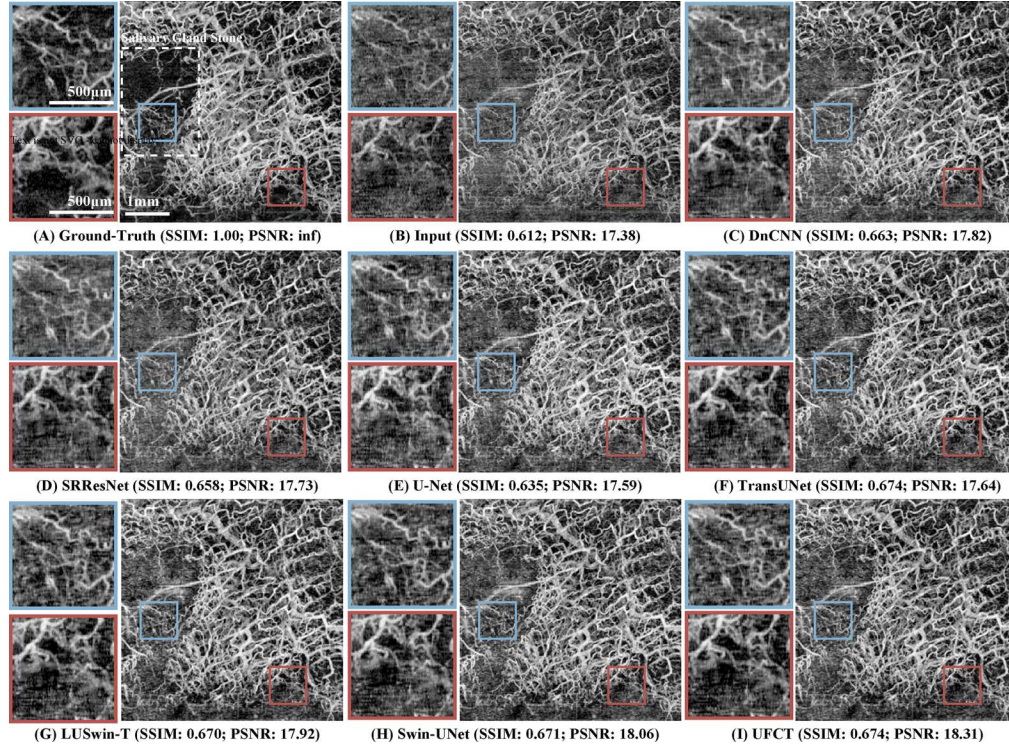 Salivary Gland Stone
500μm
500μm
1mm
(A) Ground-Truth (SSIM: 1.00; PSNR: inf)
(B) Input (SSIM: 0.612; PSNR: 17.38)
(C) DnCNN (SSIM: 0.663; PSNR: 17.82)
(D) SRResNet (SSIM: 0.658; PSNR: 17.73)
(E) U-Net (SSIM: 0.635; PSNR: 17.59)
(F) TransUNet (SSIM: 0.674; PSNR: 17.64)
(G) LUSwin-T (SSIM: 0.670; PSNR: 17.92)
(H) Swin-UNet (SSIM: 0.671; PSNR: 18.06)
(I) UFCT (SSIM: 0.674; PSNR: 18.31)